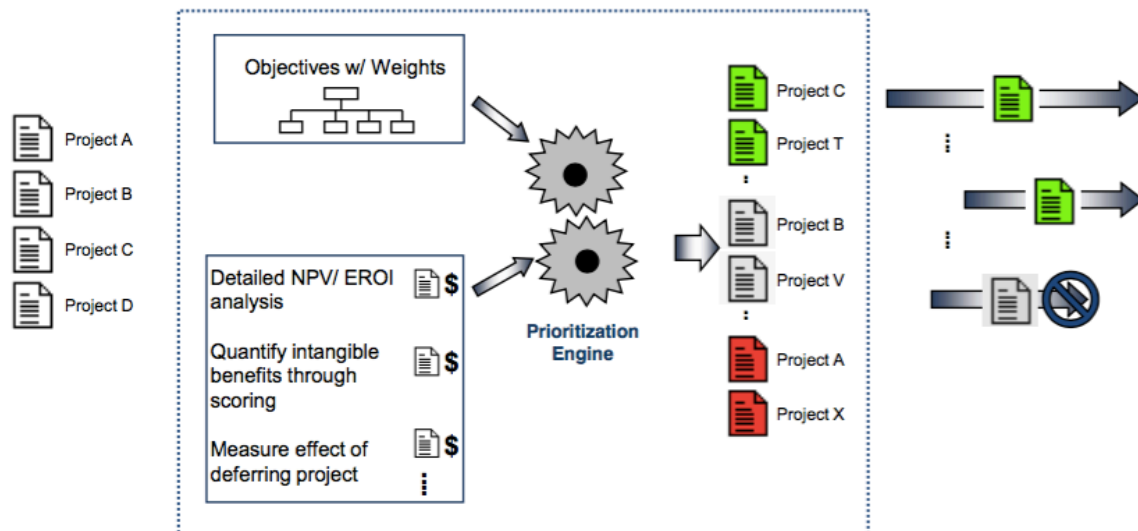 Project A
Project B
Project C
Project D
Objectives w/ Weights
Detailed NPV/ EROI
analysis
$
Quantify intangible
benefits through
scoring
$
Measure effect of
deferring project
$
Prioritization
Engine
Project C
Project T
Project B
Project V
Project A
Project X